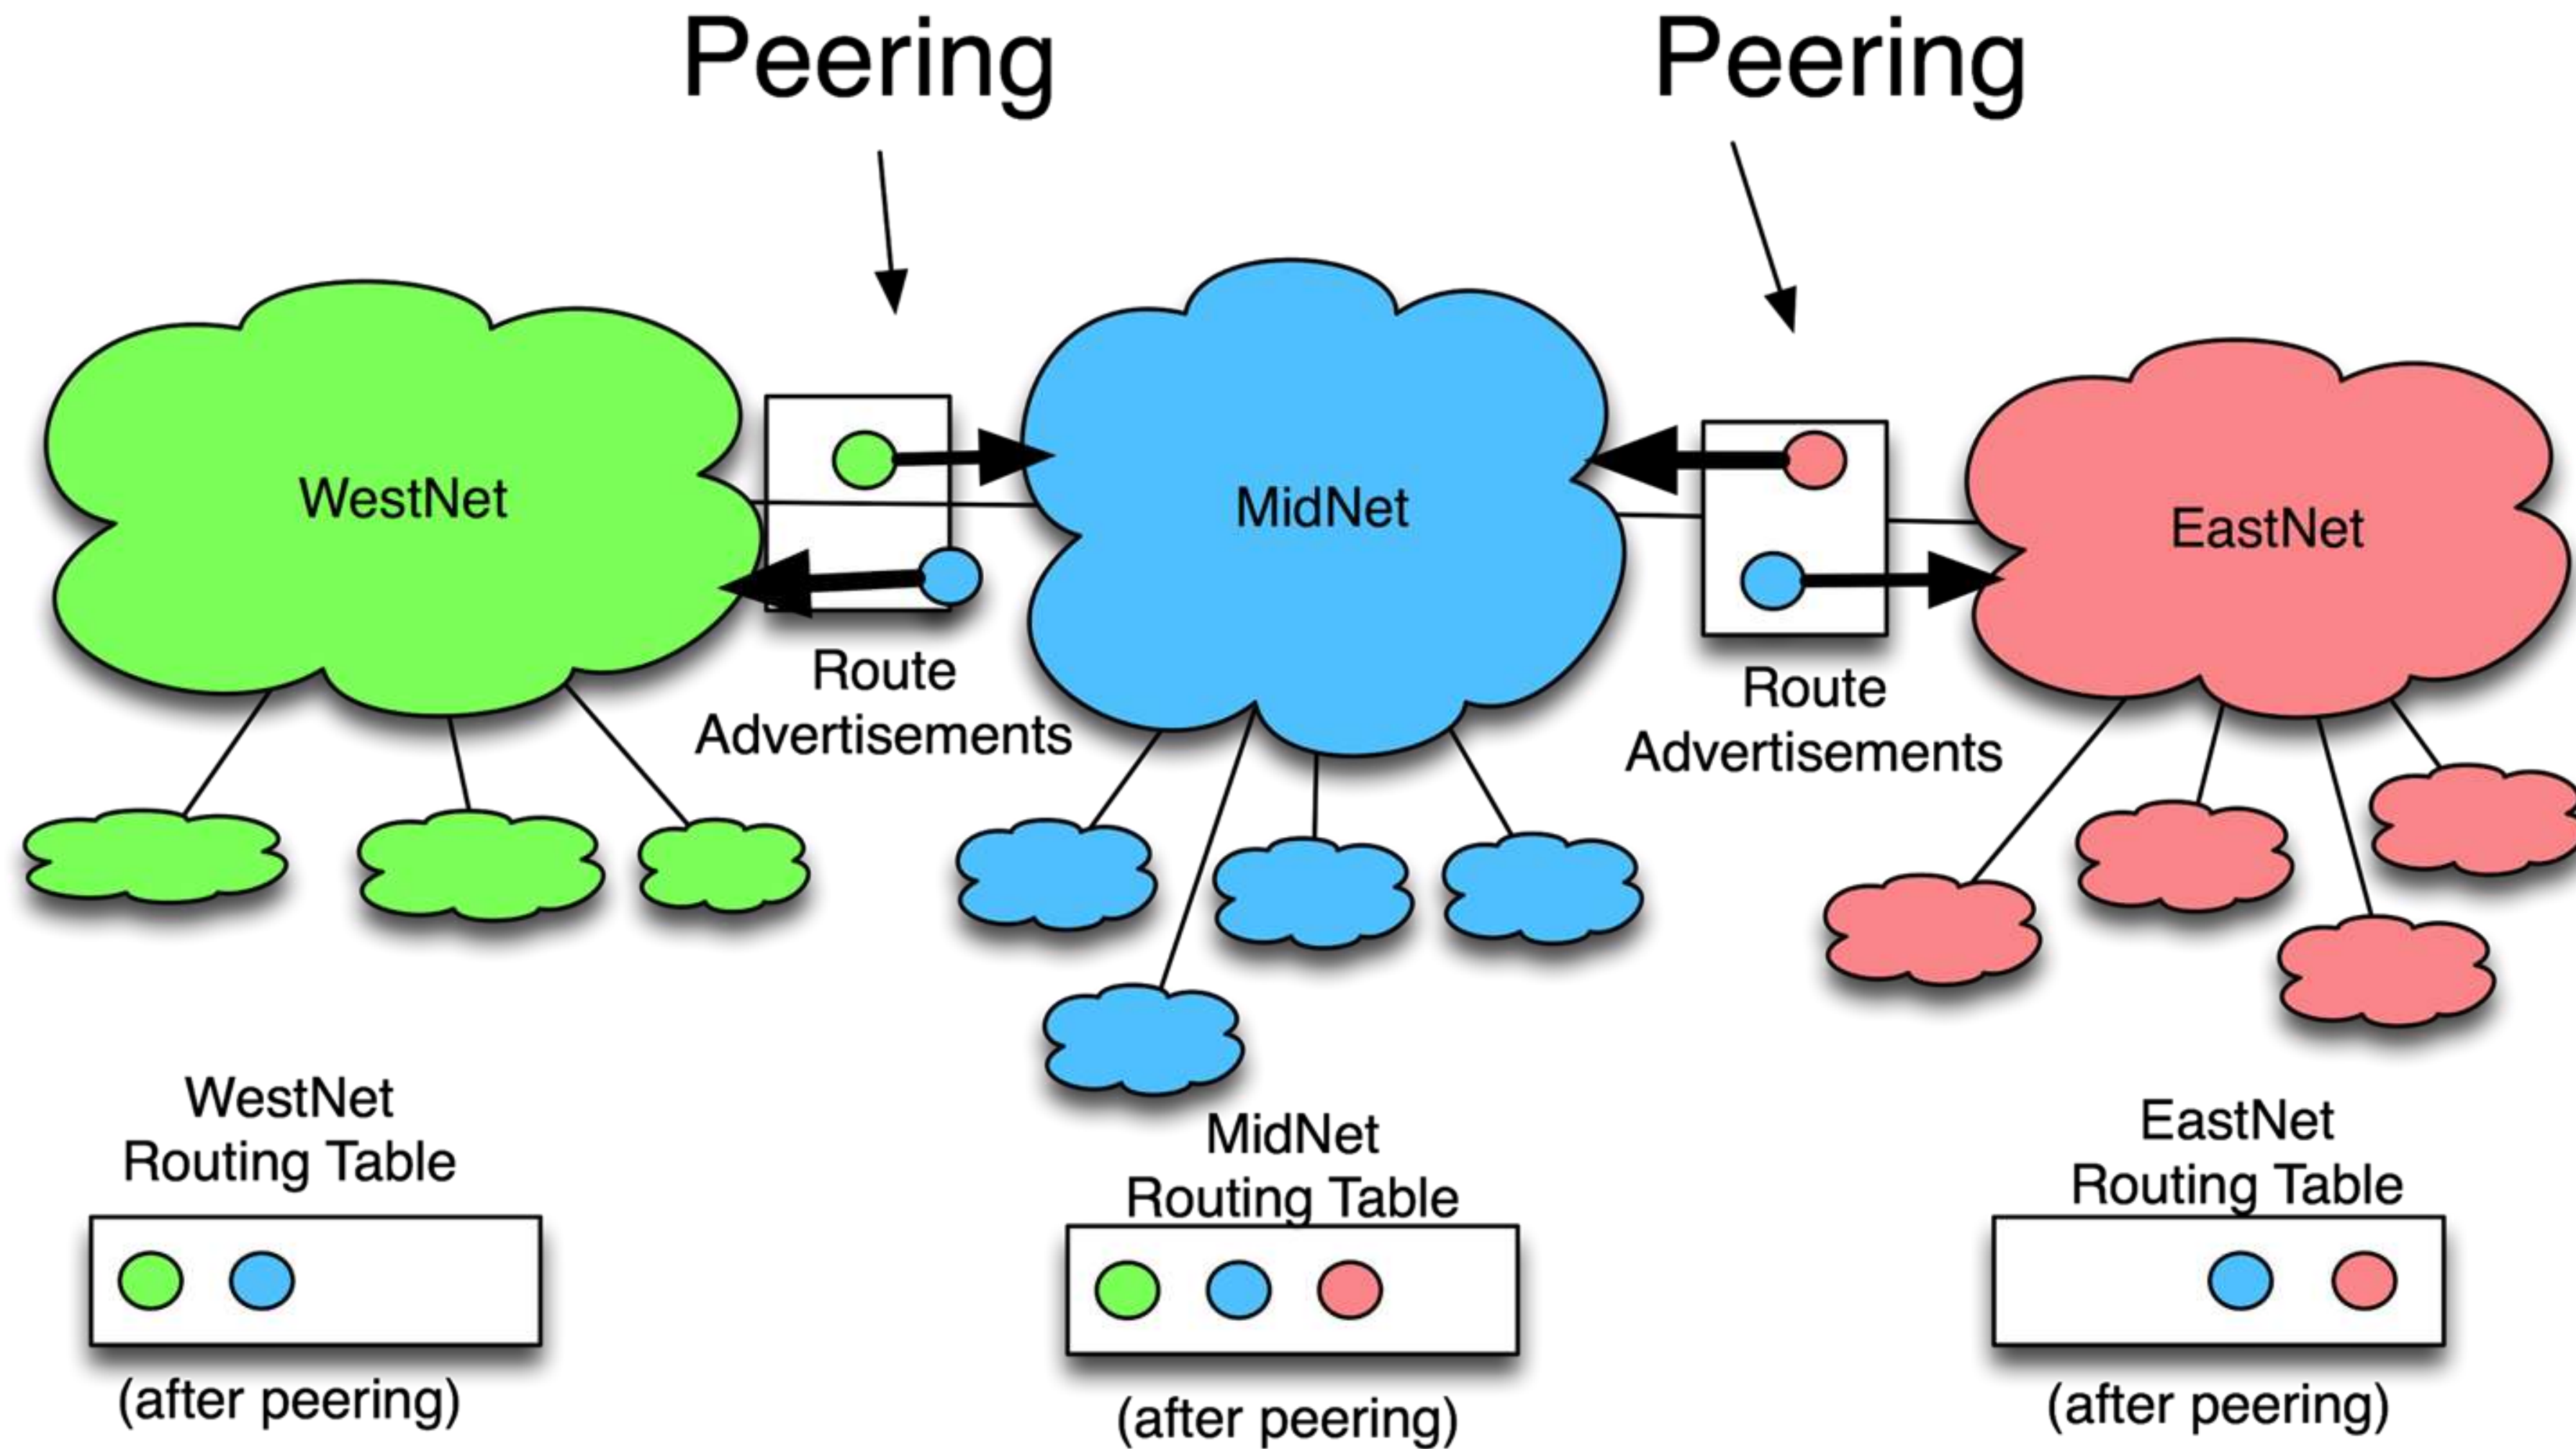 Peering
Peering
WestNet
MidNet
EastNet
Route
Advertisements
Route
Advertisements
WestNet
Routing Table
(after peering)
MidNet
Routing Table
(after peering)
EastNet
Routing Table
(after peering)